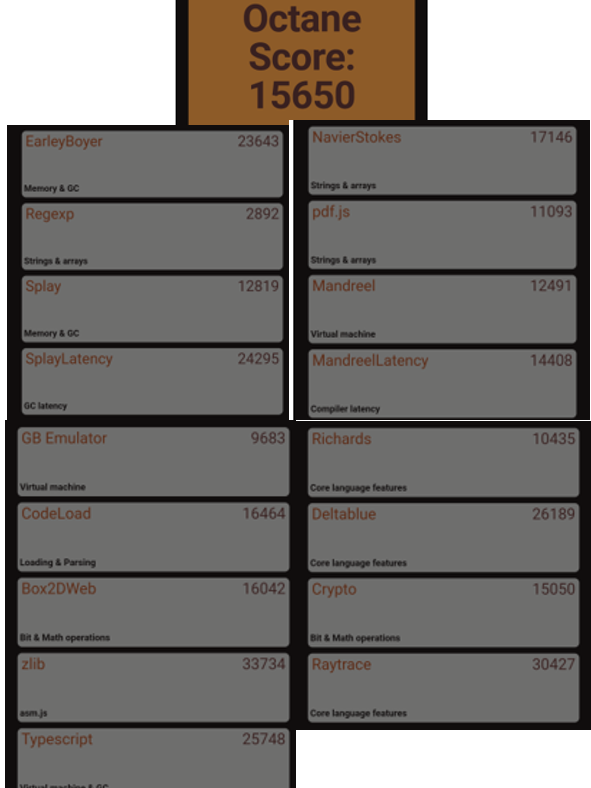 Octane
Score:
15650
EarleyBoyer 23643
Memory & GC
Regexp 2892
Strings & arrays
Splay 12819
Memory & GC
SplayLatency 24295
GC latency
NavierStokes 17146
Strings & arrays
pdf.js 11093
Strings & arrays
Mandreel 12491
Virtual machine
MandreelLatency 14408
Compiler latency
GB Emulator 9683
Virtual machine
CodeLoad 16464
Loading & Parsing
Box2DWeb 16042
Bit & Math operations
zlib 33734
asm.js
Typescript 25748
Virtual machine & GC
Richards 10435
Core language features
Deltablue 26189
Core language features
Crypto 15050
Bit & Math operations
Raytrace 30427
Core language features